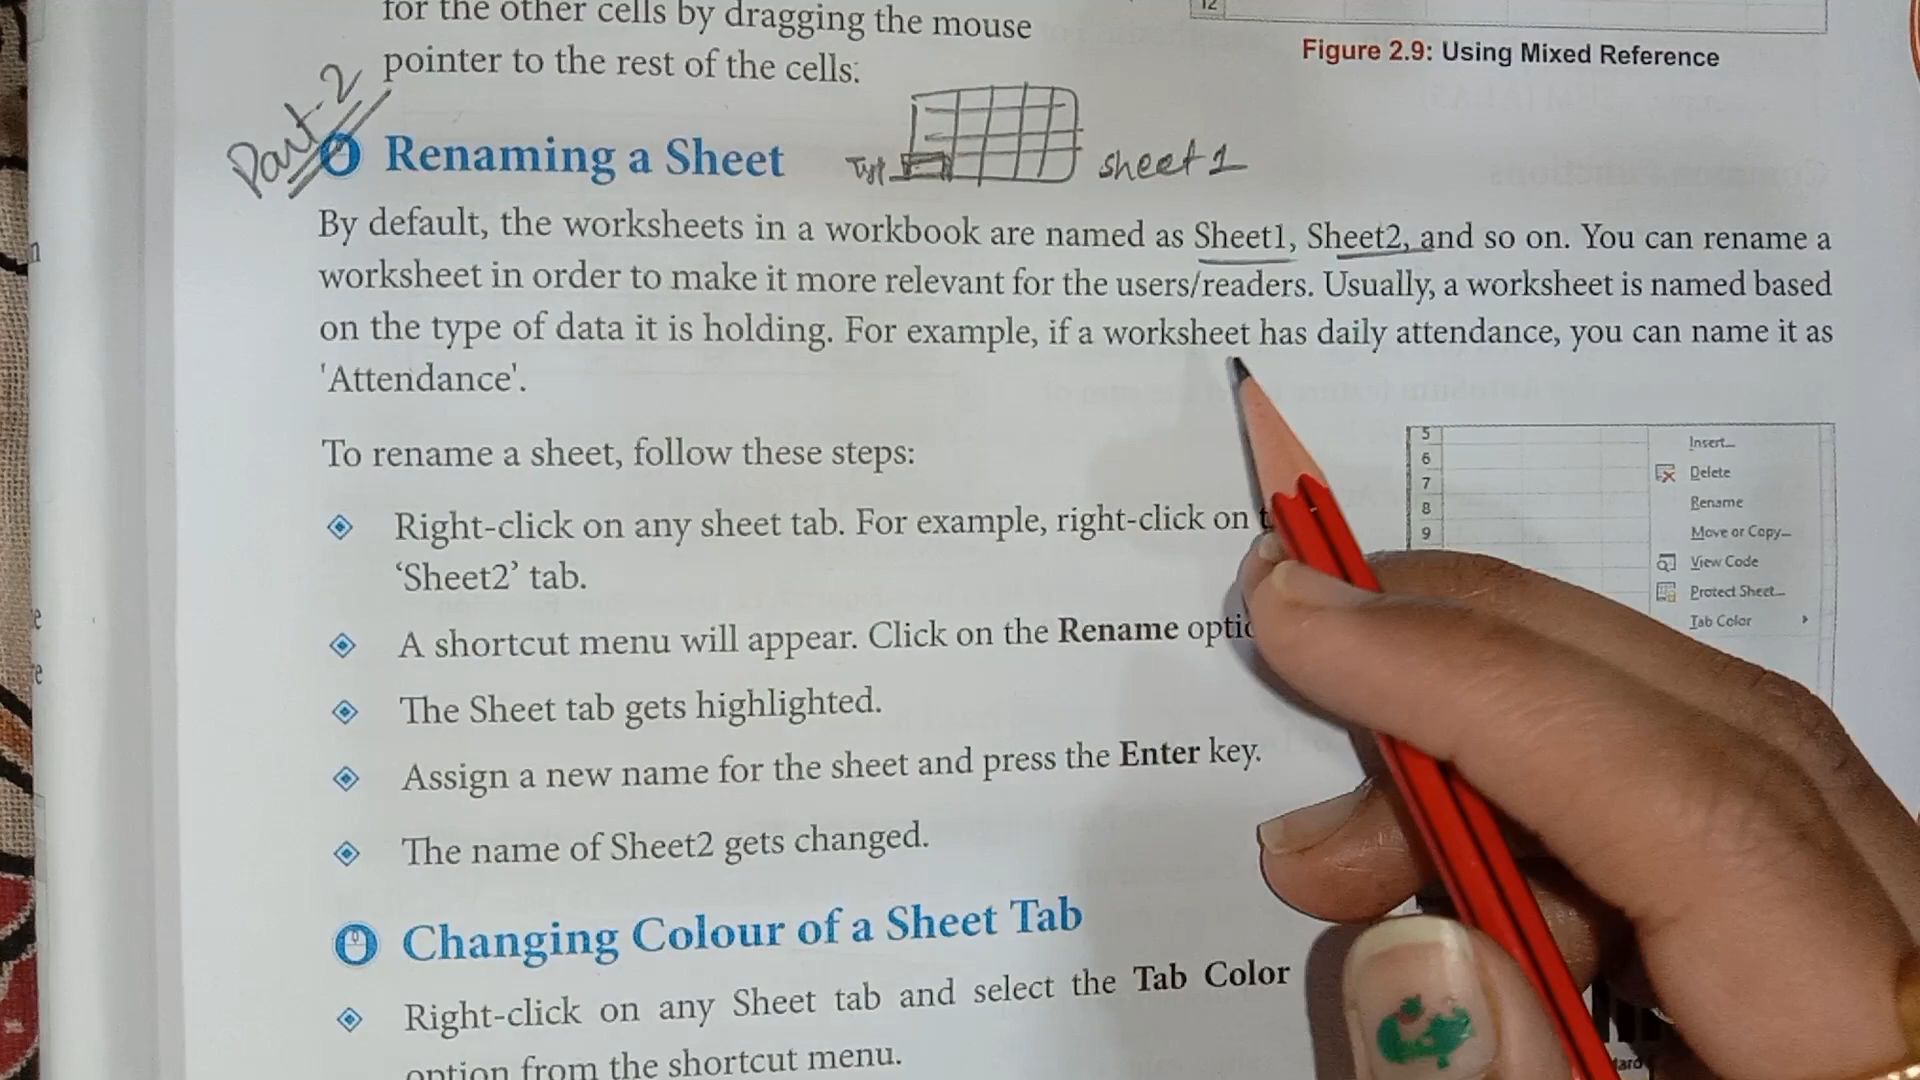 for the other cells by dragging the mouse
pointer to the rest of the cells.
12
Figure 2.9: Using Mixed Reference
Part-2
Renaming a Sheet
sheet 1
By default, the worksheets in a workbook are named as Sheet1, Sheet2, and so on. You can rename a
worksheet in order to make it more relevant for the users/readers. Usually, a worksheet is named based
on the type of data it is holding. For example, if a worksheet has daily attendance, you can name it as
'Attendance'.
To rename a sheet, follow these steps:
Right-click on any sheet tab. For example, right-click on
‘Sheet2’ tab.
A shortcut menu will appear. Click on the Rename
The Sheet tab gets highlighted.
Assign a new name for the sheet and press the Enter key.
The name of Sheet2 gets changed.
5
6
7
8
9
Insert...
Delete
Rename
Move or Copy...
View Code
Protect Sheet...
Tab Color
Changing Colour of a Sheet Tab
Right-click on any Sheet tab and select the Tab Color
option from the shortcut menu.